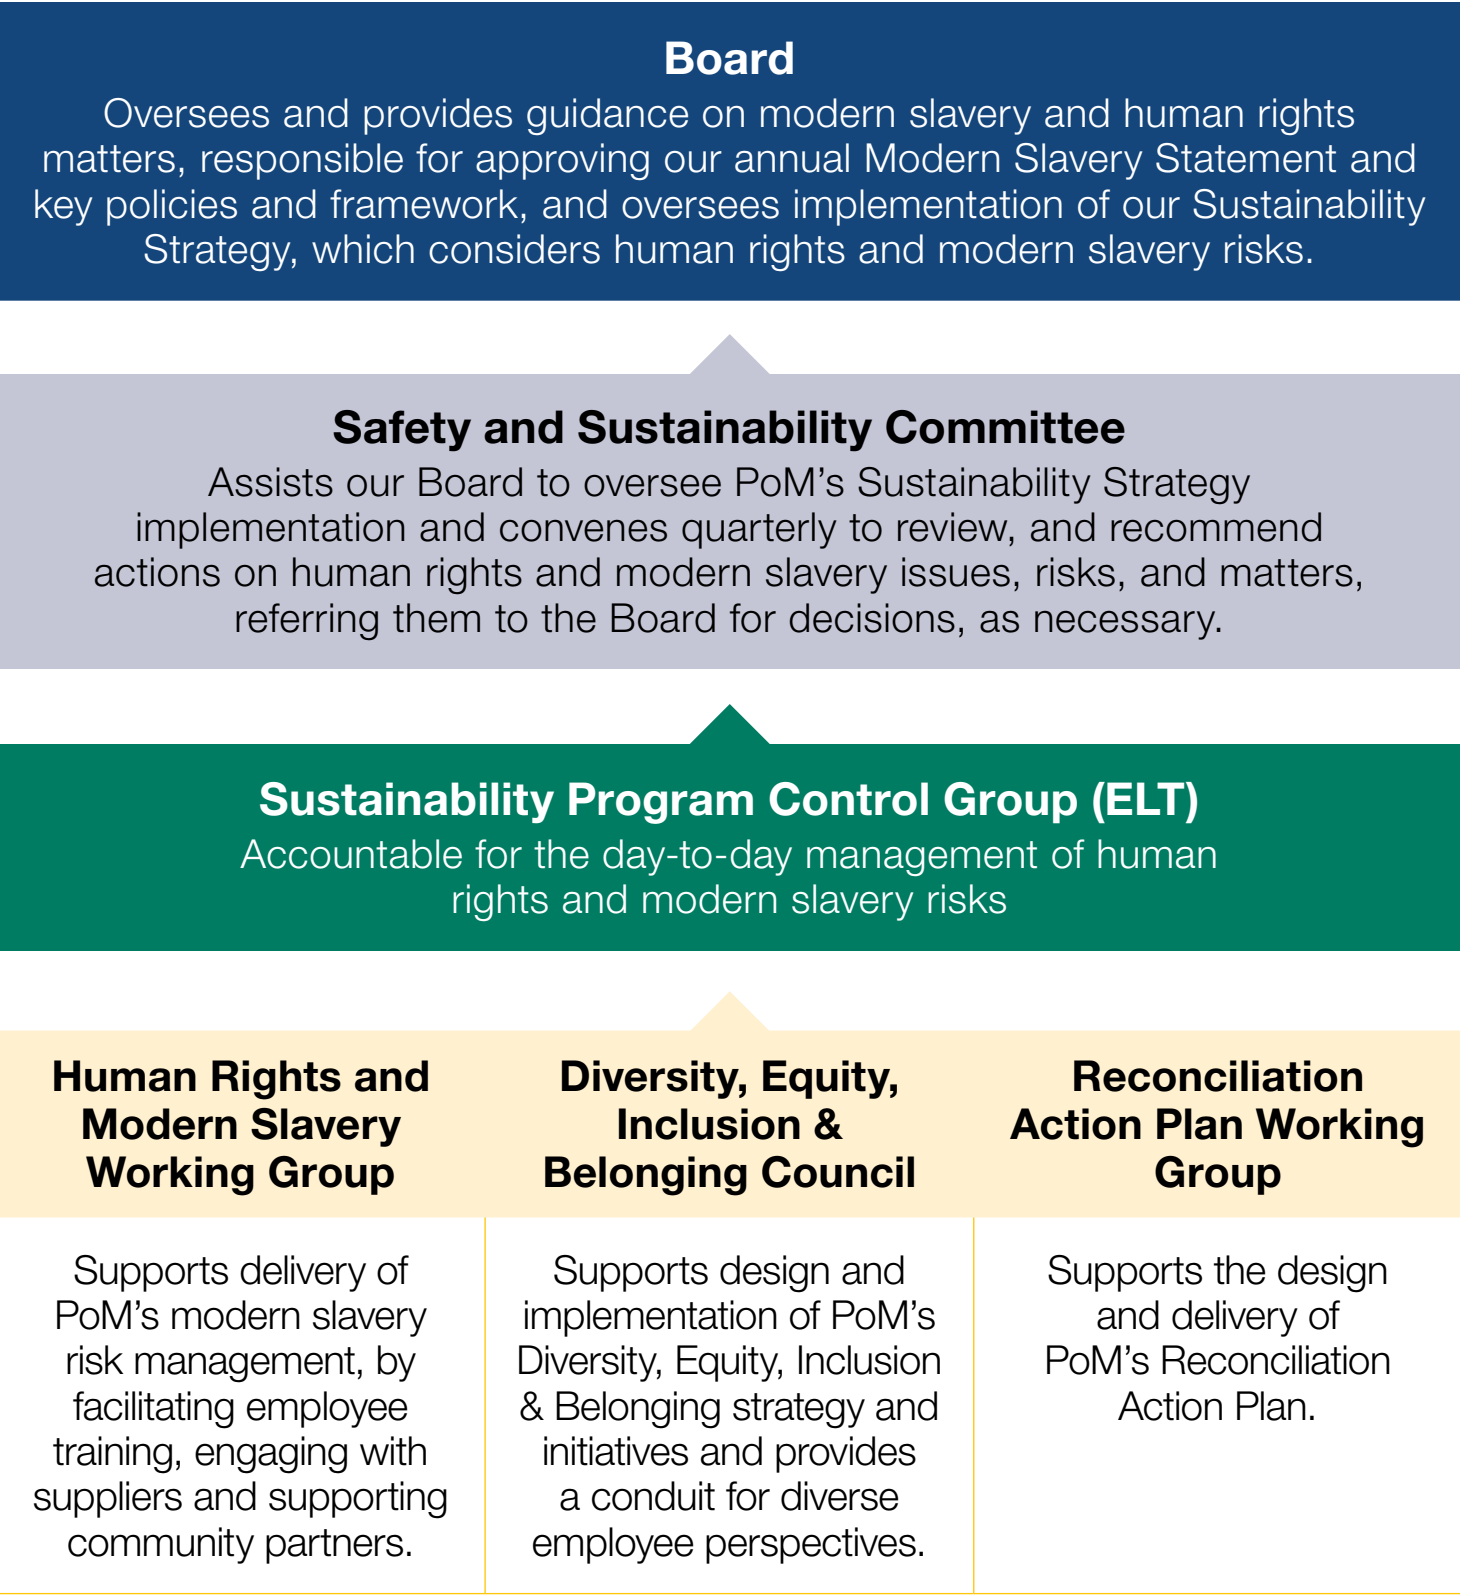 Board
Oversees and provides guidance on modern slavery and human rights
matters, responsible for approving our annual Modern Slavery Statement and
key policies and framework, and oversees implementation of our Sustainability
Strategy, which considers human rights and modern slavery risks.
Safety and Sustainability Committee
Assists our Board to oversee PoM's Sustainability Strategy
implementation and convenes quarterly to review, and recommend
actions on human rights and modern slavery issues, risks, and matters,
referring them to the Board for decisions, as necessary.
Sustainability Program Control Group (ELT)
Accountable for the day-to-day management of human
rights and modern slavery risks
Human Rights and
Modern Slavery
Working Group
Supports delivery of
PoM's modern slavery
risk management, by
facilitating employee
training, engaging with
suppliers and supporting
community partners.
Diversity, Equity,
Inclusion &
Belonging Council
Supports design and
implementation of PoM's
Diversity, Equity, Inclusion
& Belonging strategy and
initiatives and provides
a conduit for diverse
employee perspectives.
Reconciliation
Action Plan Working
Group
Supports the design
and delivery of
PoM's Reconciliation
Action Plan.